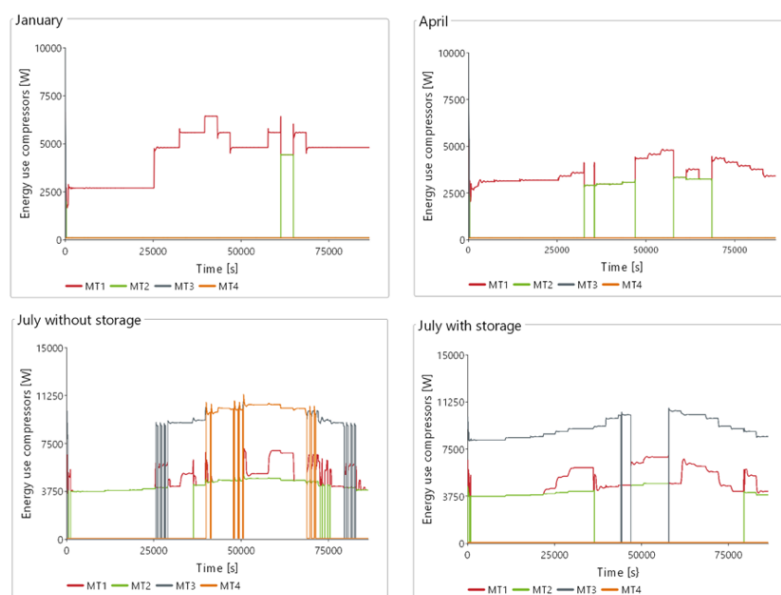 January
10000
7500
5000
2500
0
Energy use compressors [W]
0 25000 50000 75000
Time [s]
MT1 MT2 MT3 MT4
April
10000
7500
5000
2500
0
Energy use compressors [W]
0 25000 50000 75000
Time [s]
MT1 MT2 MT3 MT4
July without storage
15000
11250
7500
3750
0
Energy use compressors [W]
0 25000 50000 75000
Time [s]
MT1 MT2 MT3 MT4
July with storage
15000
11250
7500
3750
0
Energy use compressors [W]
0 25000 50000 75000
Time [s}
MT1 MT2 MT3 MT4